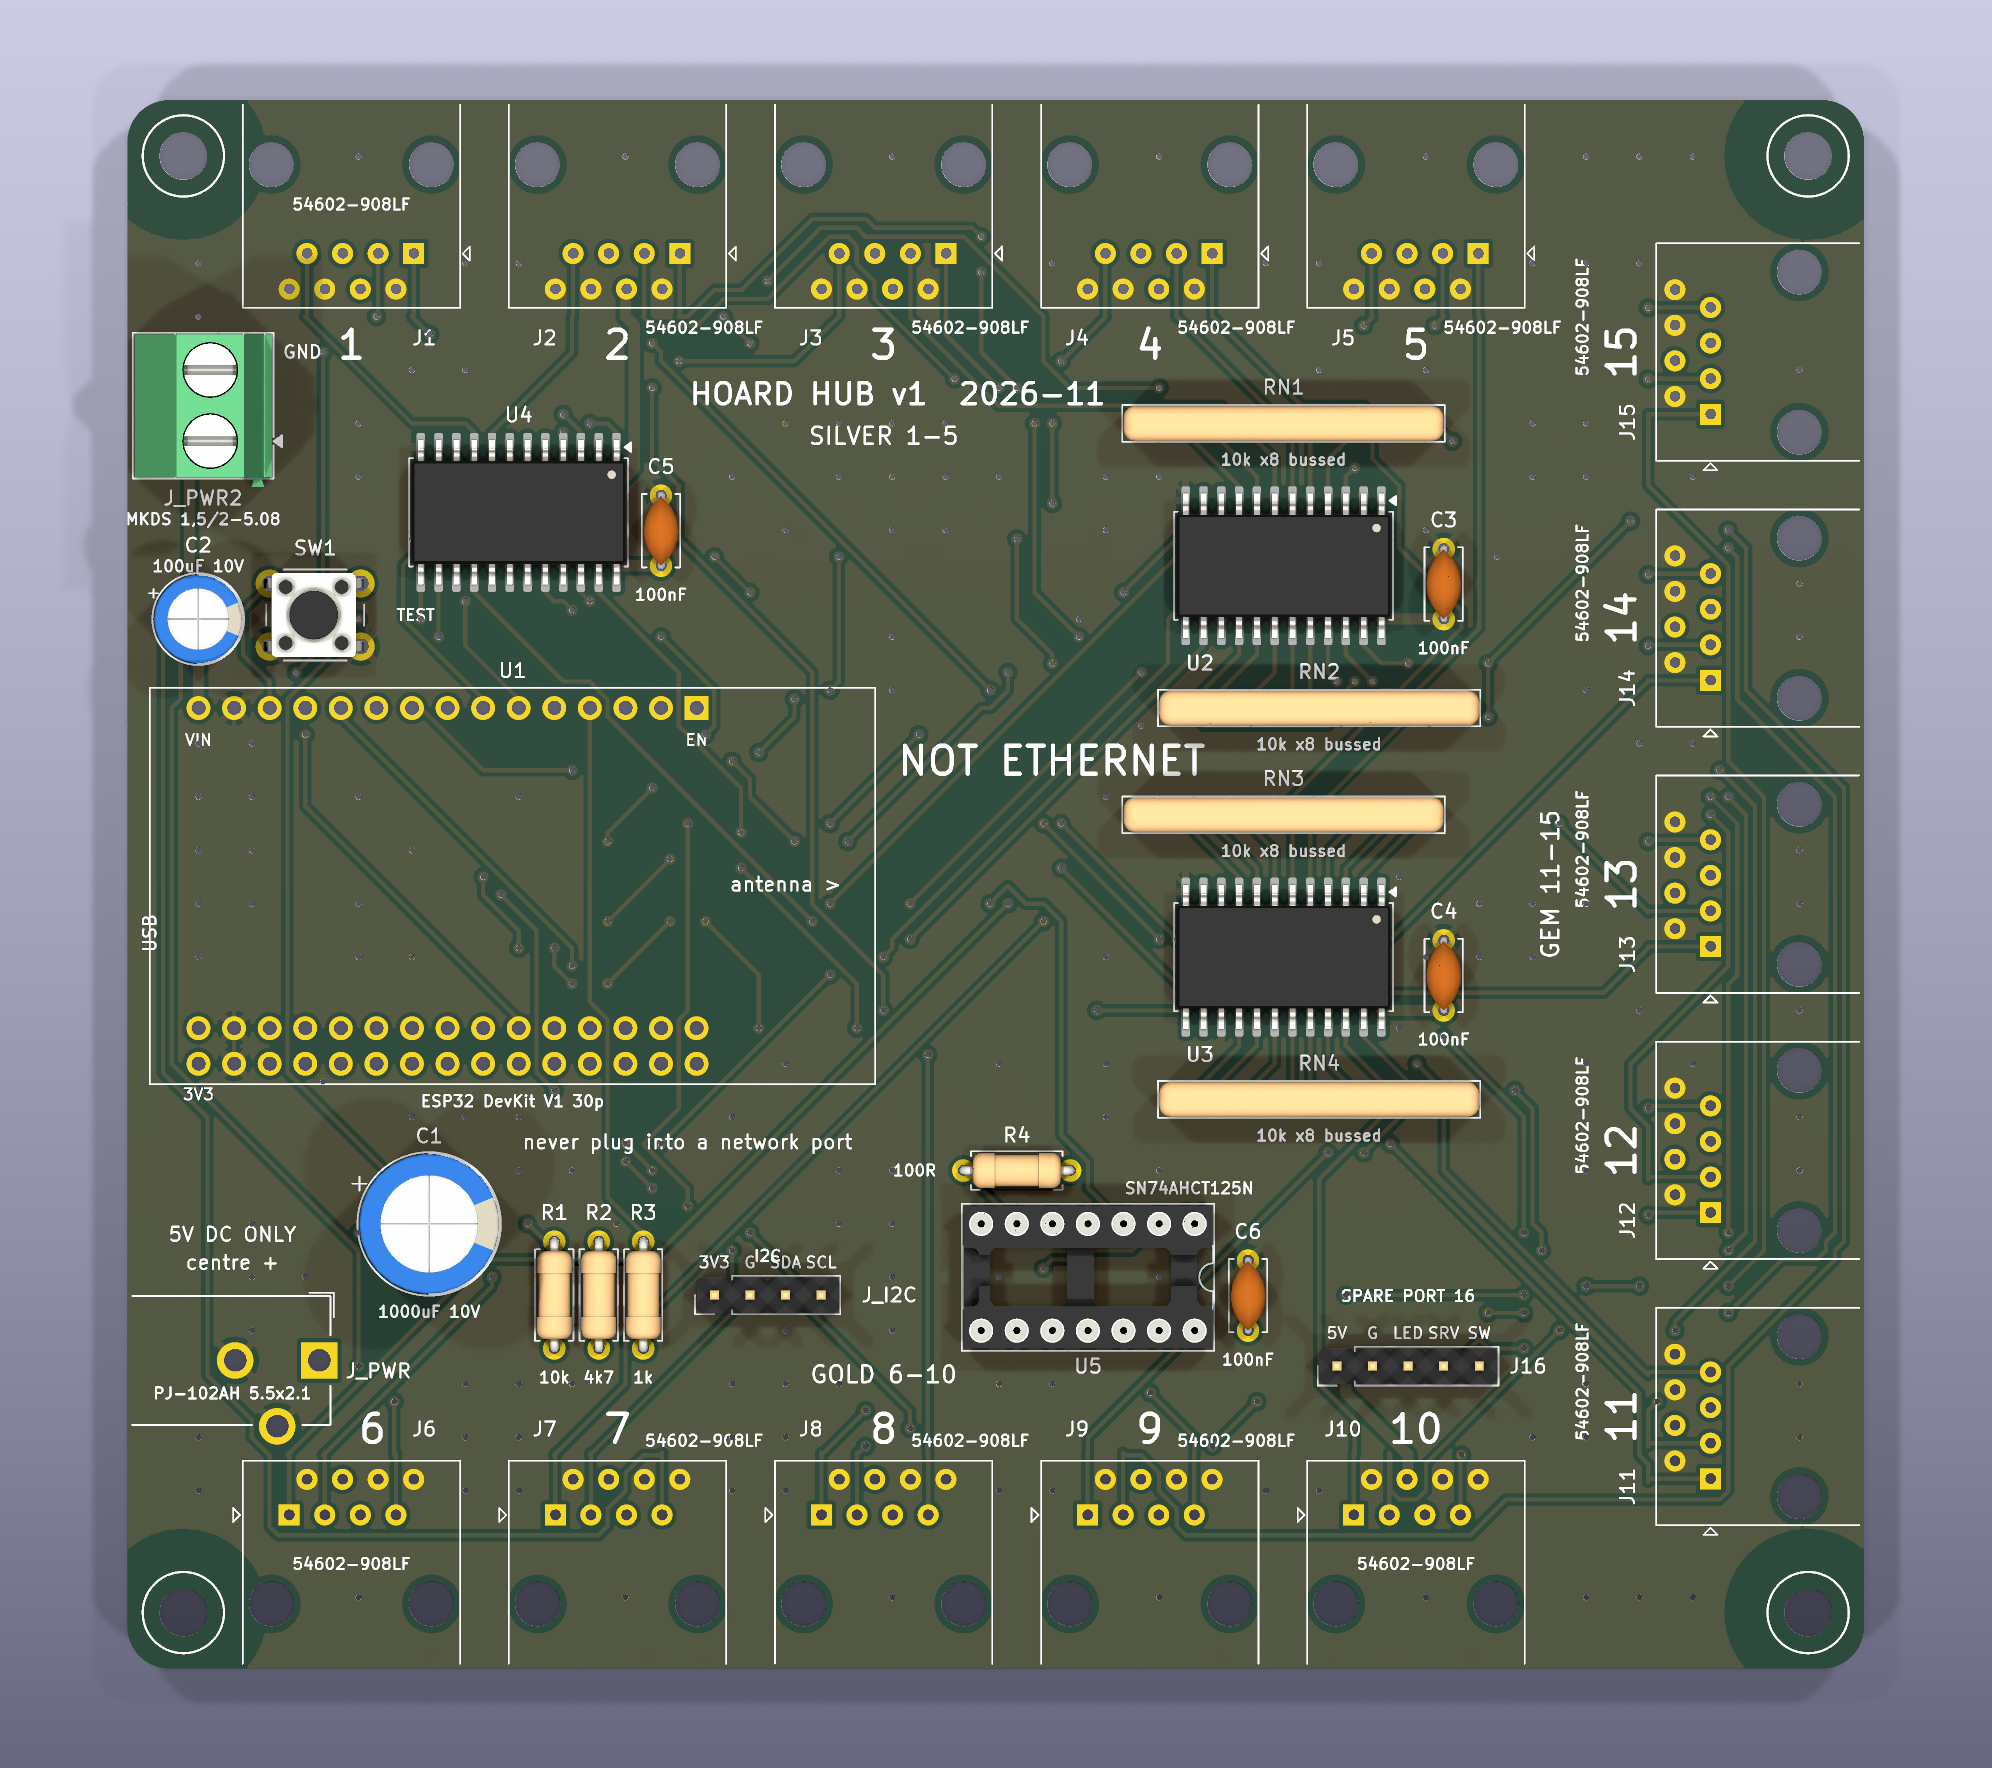 54602-908LF
1 J1
J2 2 54602-908LF
J3 3 54602-908LF
J4 4 54602-908LF
J5 5 54602-908LF
GND
J_PWR2
MKDS 1,5/2-5.08
C2
100uF 10V
+
SW1
TEST
U4
C5
100nF
HOARD HUB v1 2026-11
SILVER 1-5
RN1
10k x8 bussed
C3
100nF
U2
RN2
10k x8 bussed
NOT ETHERNET
RN3
10k x8 bussed
C4
100nF
U3
RN4
10k x8 bussed
U1
VIN
EN
antenna >
USB
3V3
ESP32 DevKit V1 30p
never plug into a network port
C1
+
1000uF 10V
5V DC ONLY
centre +
J_PWR
PJ-102AH 5.5x2.1
R1 R2 R3
10k 4k7 1k
I2C
3V3 G SDA SCL
J_I2C
R4
100R
SN74AHCT125N
U5
C6
100nF
SPARE PORT 16
5V G LED SRV SW
J16
GOLD 6-10
GEM 11-15
54602-908LF
15
J15
54602-908LF
14
J14
54602-908LF
13
J13
54602-908LF
12
J12
54602-908LF
11
J11
6 J6
J7 7 54602-908LF
J8 8 54602-908LF
J9 9 54602-908LF
J10 10
54602-908LF
54602-908LF